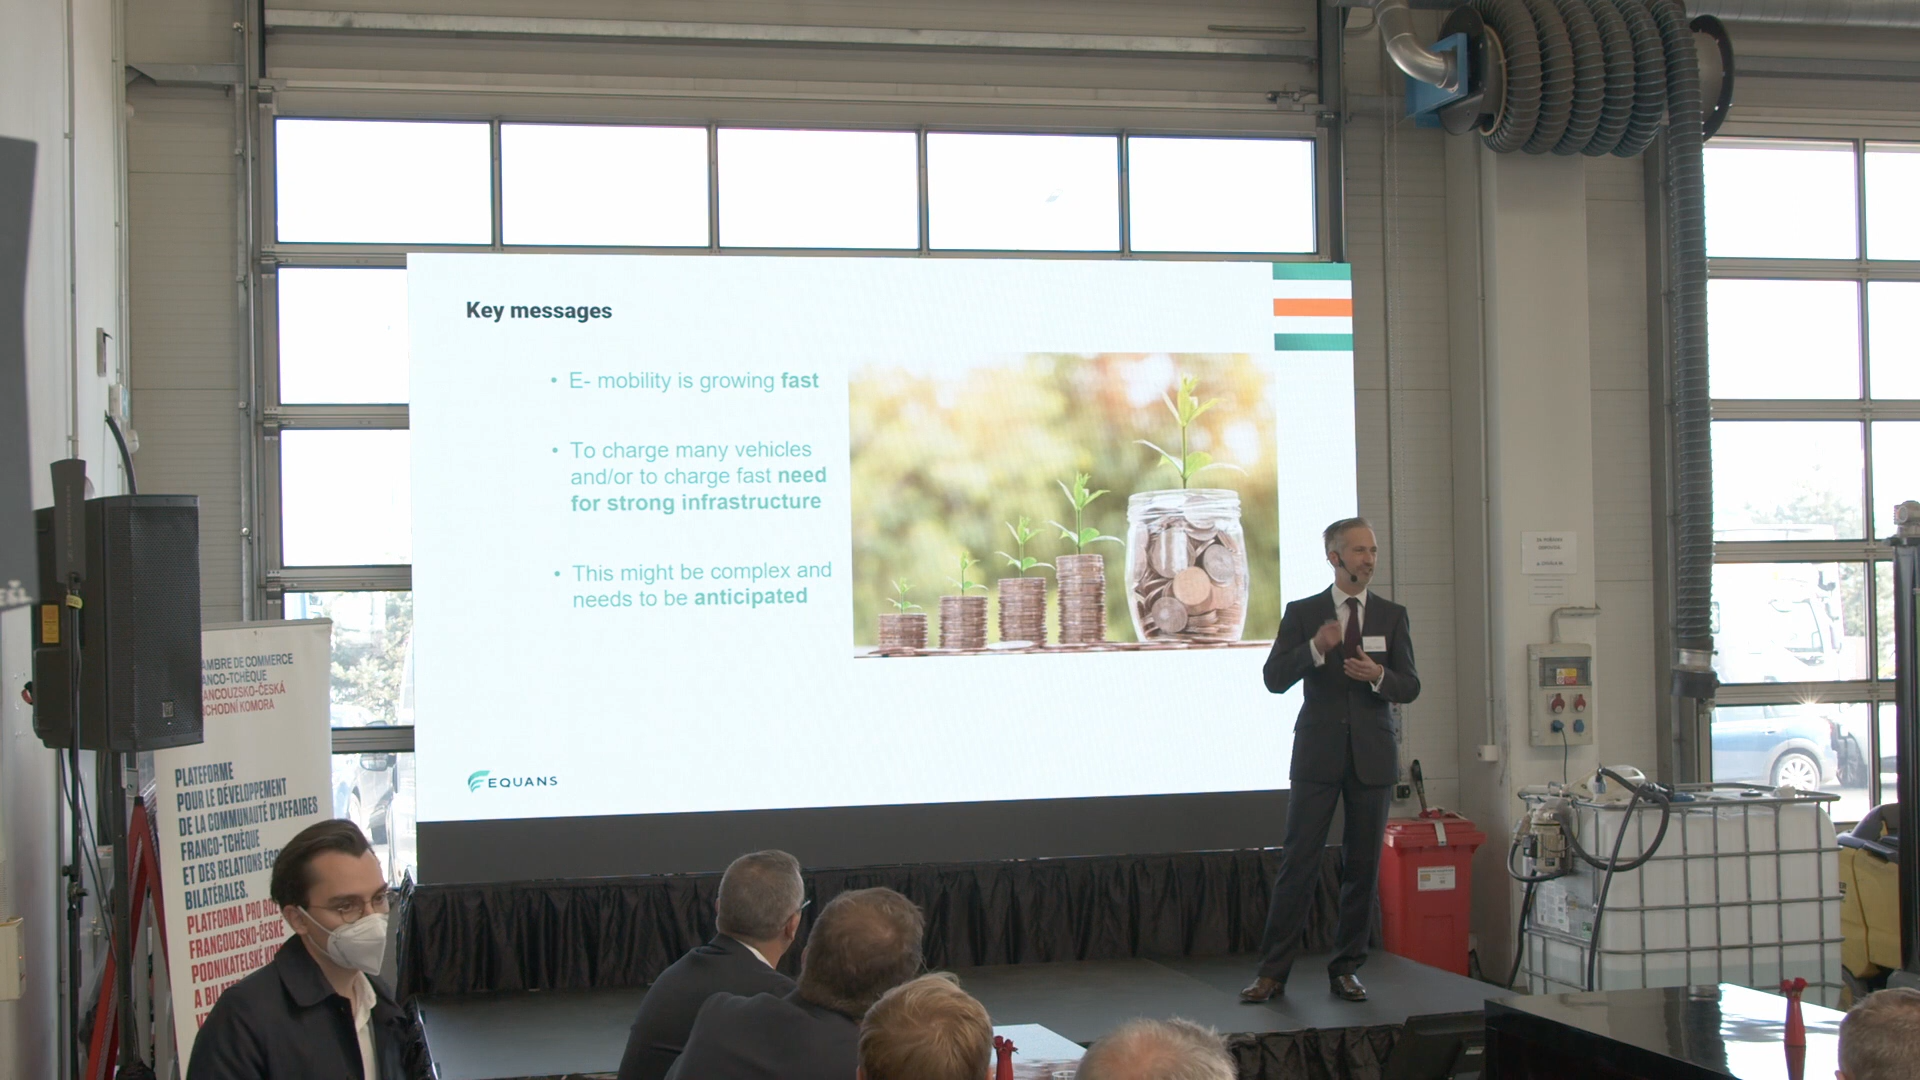 Key messages
• E- mobility is growing fast
• To charge many vehicles
and/or to charge fast need
for strong infrastructure
• This might be complex and
needs to be anticipated
EQUANS
AMBRE DE COMMERCE
ANCO-TCHÈQUE
ANCOUZSKO-ČESKÁ
CHODNÍ KOMORA
PLATEFORME
POUR LE DÉVELOPPEMENT
DE LA COMMUNAUTÉ D'AFFAIRES
FRANCO-TCHÈQUE
ET DES RELATIONS
BILATÉRALES.
PLATFORMA PRO
FRANCOUZSKO-ČESKÉ
PODNIKATELSKÉ
A